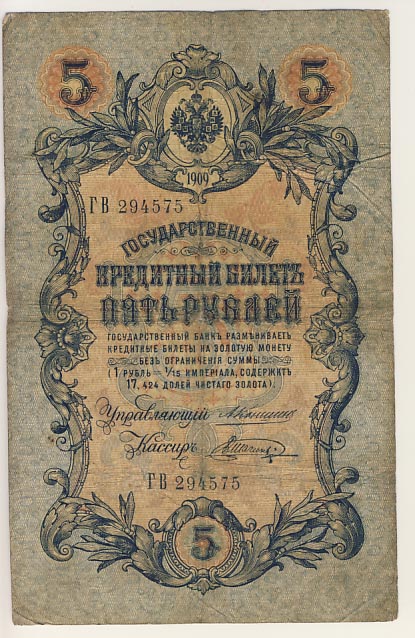 5 5
1909
ГВ 294575
ГОСУДАРСТВЕННЫЙ
КРЕДИТНЫЙ БИЛЕТЪ
ПЯТЬ РУБЛЕЙ
ГОСУДАРСТВЕННЫЙ БАНКЪ РАЗМѢНИВАЕТЪ
КРЕДИТНЫЕ БИЛЕТЫ НА ЗОЛОТУЮ МОНЕТУ
БЕЗЪ ОГРАНИЧЕНІЯ СУММЫ
(1 РУБЛЬ = 1/15 ИМПЕРІАЛА, СОДЕРЖИТЪ
17,424 ДОЛЕЙ ЧИСТАГО ЗОЛОТА).
Управляющій
Кассиръ
ГВ 294575
5